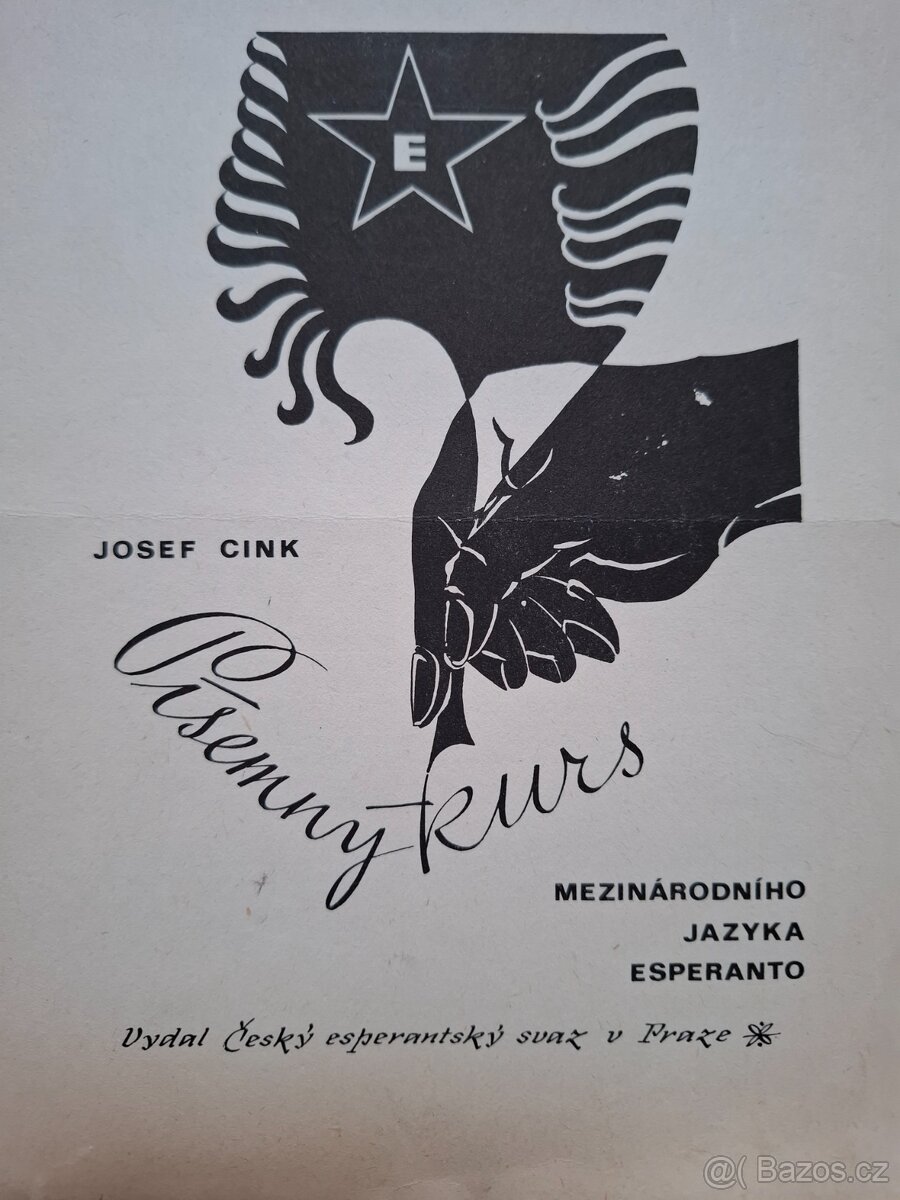 E
JOSEF CINK
Písemný kurs
MEZINÁRODNÍHO
JAZYKA
ESPERANTO
Vydal Český esperantský svaz v Praze
@( Bazos.cz